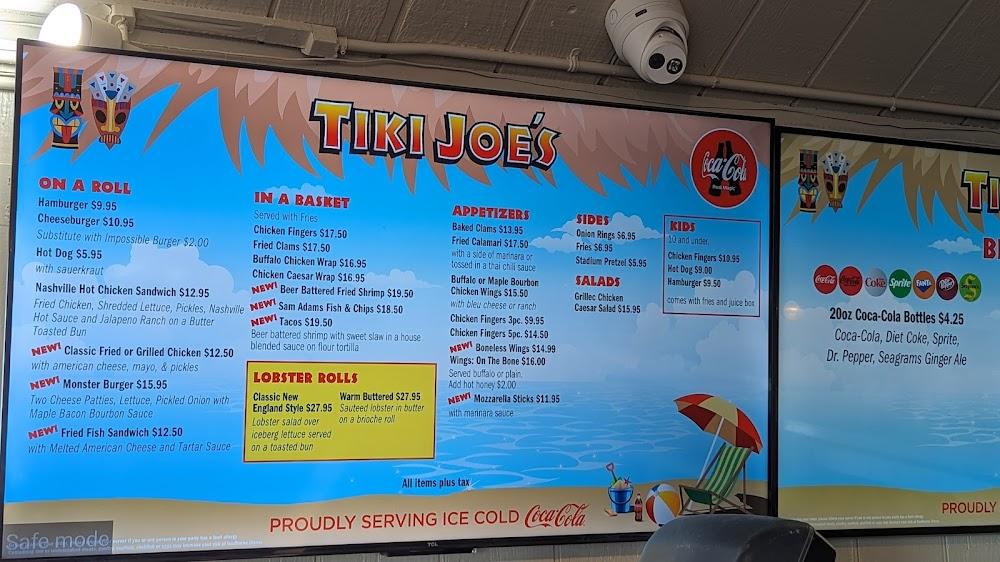 TIKI JOE'S
Coca-Cola
Real Magic
ON A ROLL
Hamburger $9.95
Cheeseburger $10.95
Substitute with Impossible Burger $2.00
Hot Dog $5.95
with sauerkraut
Nashville Hot Chicken Sandwich $12.95
Fried Chicken, Shredded Lettuce, Pickles, Nashville
Hot Sauce and Jalapeno Ranch on a Butter
Toasted Bun
NEW! Classic Fried or Grilled Chicken $12.50
with american cheese, mayo, & pickles
NEW! Monster Burger $15.95
Two Cheese Patties, Lettuce, Pickled Onion with
Maple Bacon Bourbon Sauce
NEW! Fried Fish Sandwich $12.50
with Melted American Cheese and Tartar Sauce
IN A BASKET
Served with Fries
Chicken Fingers $17.50
Fried Clams $17.50
Buffalo Chicken Wrap $16.95
Chicken Caesar Wrap $16.95
NEW! Beer Battered Fried Shrimp $19.50
NEW! Sam Adams Fish & Chips $18.50
NEW! Tacos $19.50
Beer battered shrimp with sweet slaw in a house
blended sauce on flour tortilla
LOBSTER ROLLS
Classic New
England Style $27.95
Lobster salad over
iceberg lettuce served
on a toasted bun
Warm Buttered $27.95
Sauteed lobster in butter
on a brioche roll
APPETIZERS
Baked Clams $13.95
Fried Calamari $17.50
with a side of marinara or
tossed in a thai chili sauce
Buffalo or Maple Bourbon
Chicken Wings $15.50
with bleu cheese or ranch
Chicken Fingers 3pc. $9.95
Chicken Fingers 5pc. $14.50
NEW! Boneless Wings $14.99
Wings: On The Bone $16.00
Served buffalo or plain.
Add hot honey $2.00
NEW! Mozzarella Sticks $11.95
with marinara sauce
SIDES
Onion Rings $6.95
Fries $6.95
Stadium Pretzel $5.95
SALADS
Grilled Chicken
Caesar Salad $15.95
KIDS
10 and under.
Chicken Fingers $10.95
Hot Dog $9.00
Hamburger $9.50
comes with fries and juice box
All items plus tax
PROUDLY SERVING ICE COLD Coca-Cola
Safe mode
TCL
TI
B
Coca-Cola
Coke
Sprite
FANTA
20oz Coca-Cola Bottles $4.25
Coca-Cola, Diet Coke, Sprite,
Dr. Pepper, Seagrams Ginger Ale
PROUDLY